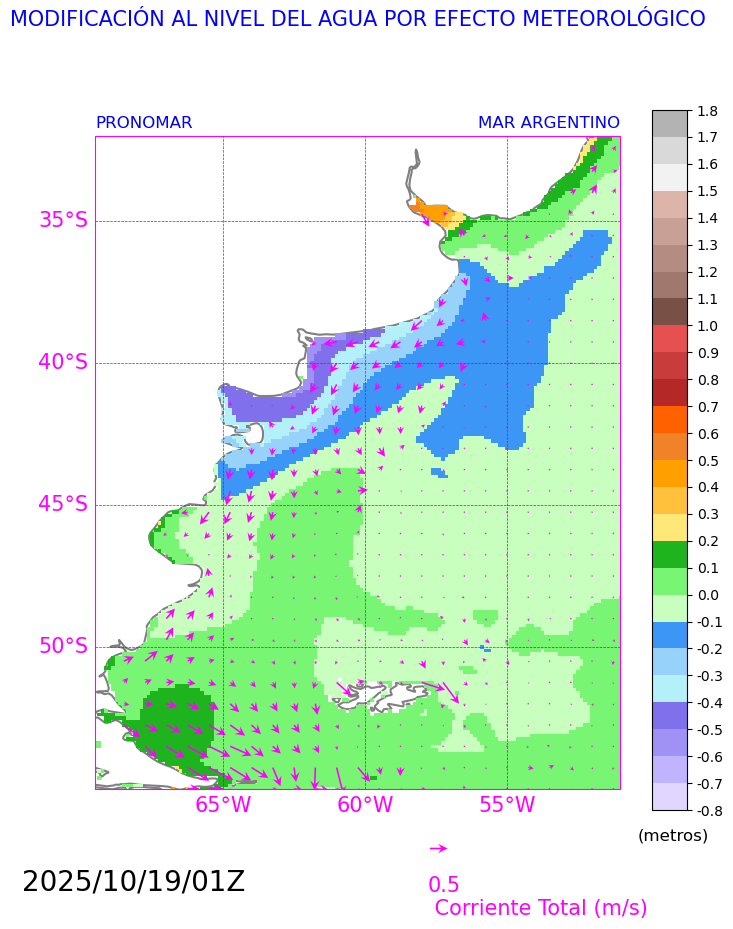 MODIFICACIÓN AL NIVEL DEL AGUA POR EFECTO METEOROLÓGICO
PRONOMAR
MAR ARGENTINO
35°S
40°S
45°S
50°S
65°W
60°W
55°W
1.8
1.7
1.6
1.5
1.4
1.3
1.2
1.1
1.0
0.9
0.8
0.7
0.6
0.5
0.4
0.3
0.2
0.1
0.0
-0.1
-0.2
-0.3
-0.4
-0.5
-0.6
-0.7
-0.8
(metros)
2025/10/19/01Z
0.5
Corriente Total (m/s)